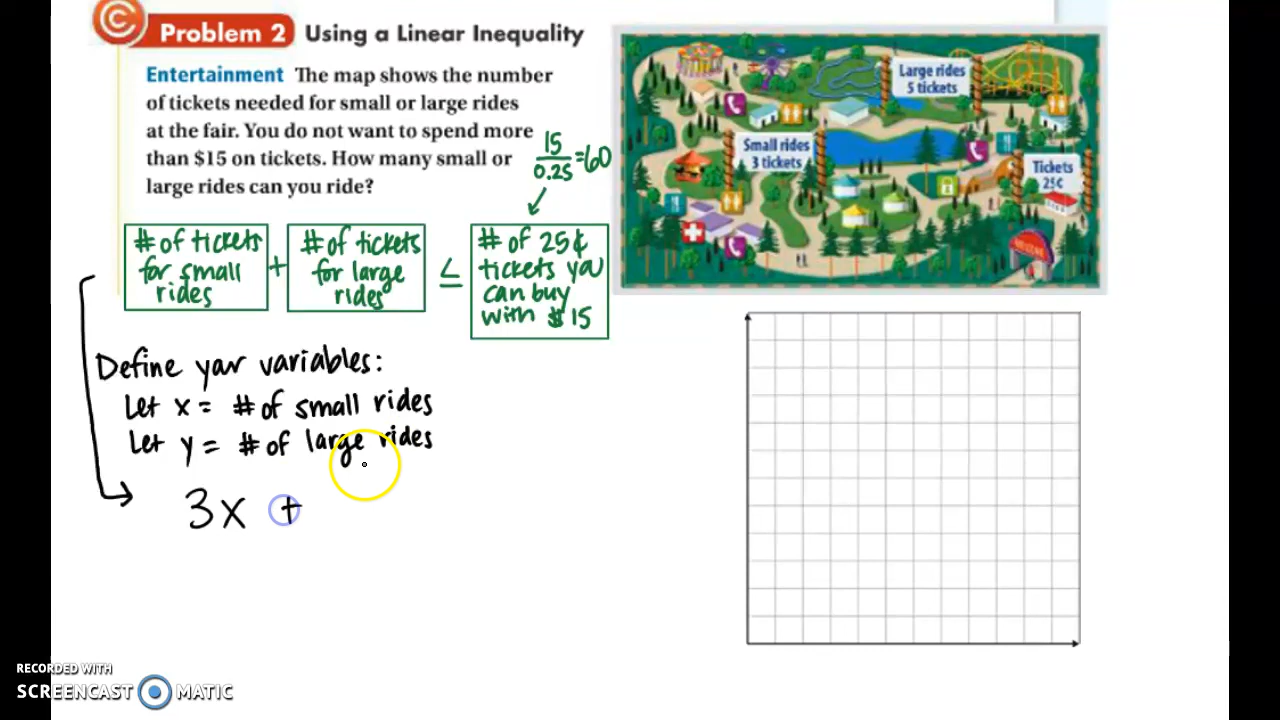 C Problem 2 Using a Linear Inequality
Entertainment The map shows the number
of tickets needed for small or large rides
at the fair. You do not want to spend more
than $15 on tickets. How many small or
large rides can you ride?
15
0.25
=60
Large rides
5 tickets
Small rides
3 tickets
Tickets
25¢
# of tickets
for small
rides
+
# of tickets
for large
rides
≤
# of 25¢
tickets you
can buy
with $15
Define your variables:
Let x = # of small rides
Let y = # of large rides
3x +
RECORDED WITH
SCREENCAST MATIC